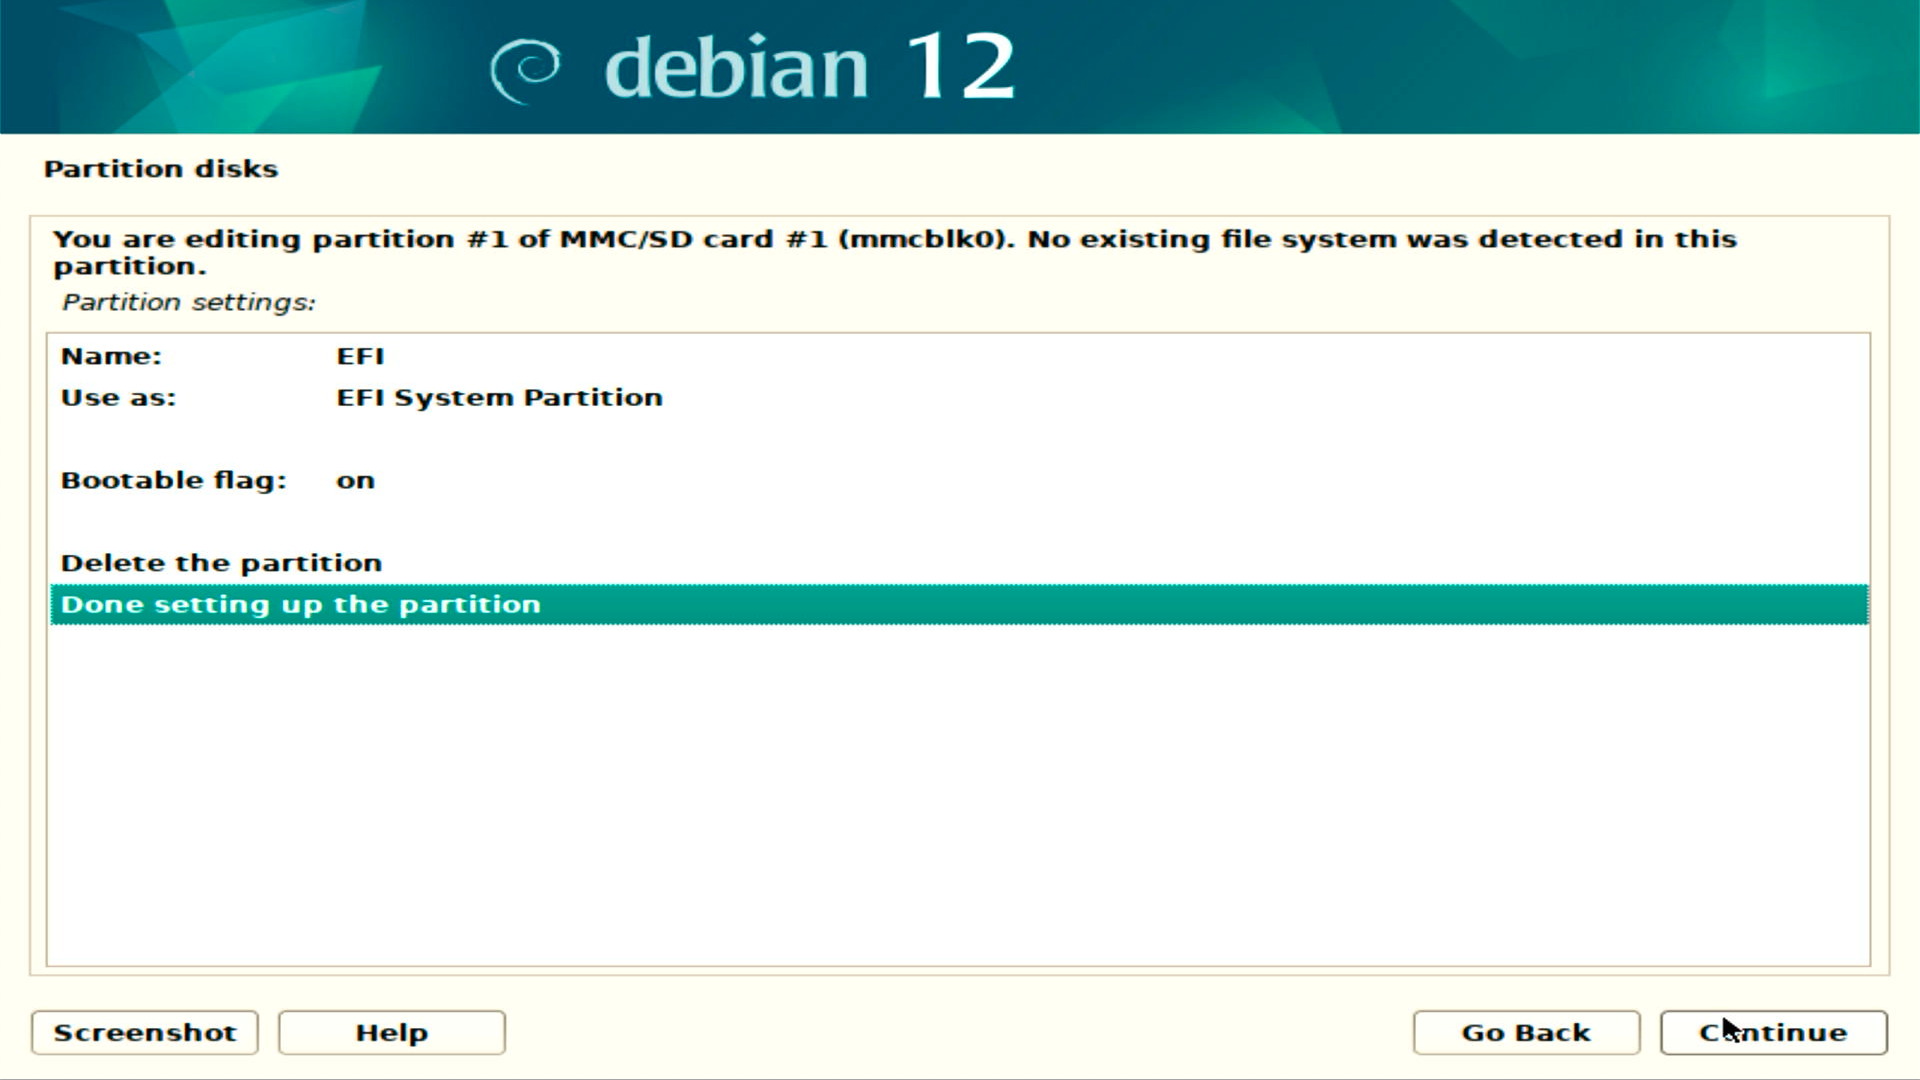 debian 12
Partition disks
You are editing partition #1 of MMC/SD card #1 (mmcblk0). No existing file system was detected in this
partition.
Partition settings:
Name: EFI
Use as: EFI System Partition
Bootable flag: on
Delete the partition
Done setting up the partition
Screenshot Help Go Back Continue